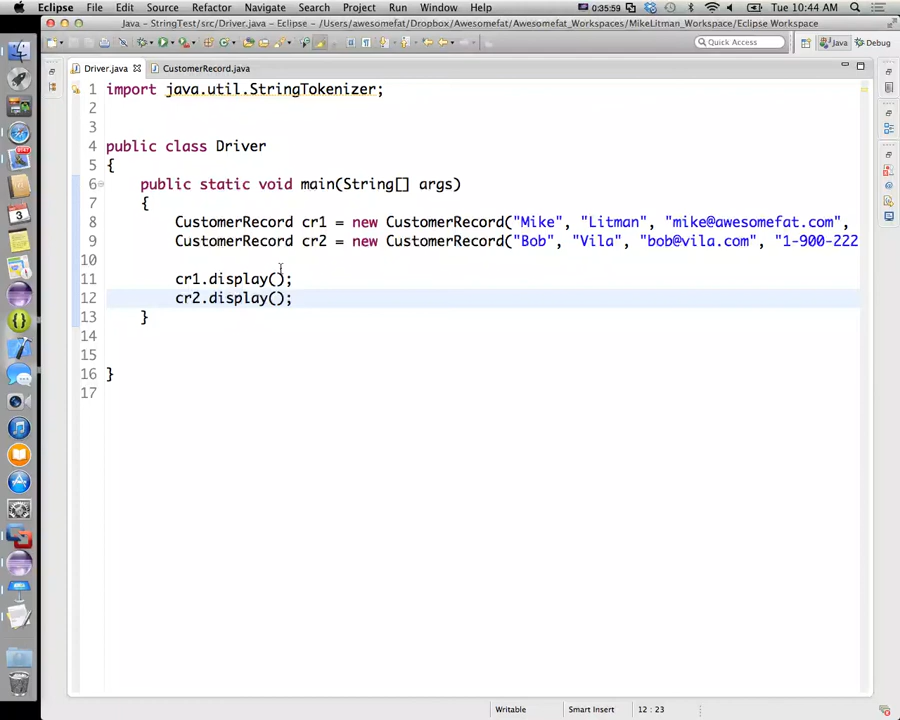 Eclipse File Edit Source Refactor Navigate Search Project Run Window Help 0:35:59 Tue 10:44 AM
Java - StringTest/src/Driver.java - Eclipse - /Users/awesomefat/Dropbox/Awesomefat_Workspaces/MikeLitman_Workspace/Eclipse Workspace
Quick Access Java Debug
Driver.java CustomerRecord.java
1 import java.util.StringTokenizer;
2
3
4 public class Driver
5 {
6 public static void main(String[] args)
7 {
8 CustomerRecord cr1 = new CustomerRecord("Mike", "Litman", "mike@awesomefat.com",
9 CustomerRecord cr2 = new CustomerRecord("Bob", "Vila", "bob@vila.com", "1-900-222
10
11 cr1.display();
12 cr2.display();
13 }
14
15
16 }
17
Writable Smart Insert 12 : 23